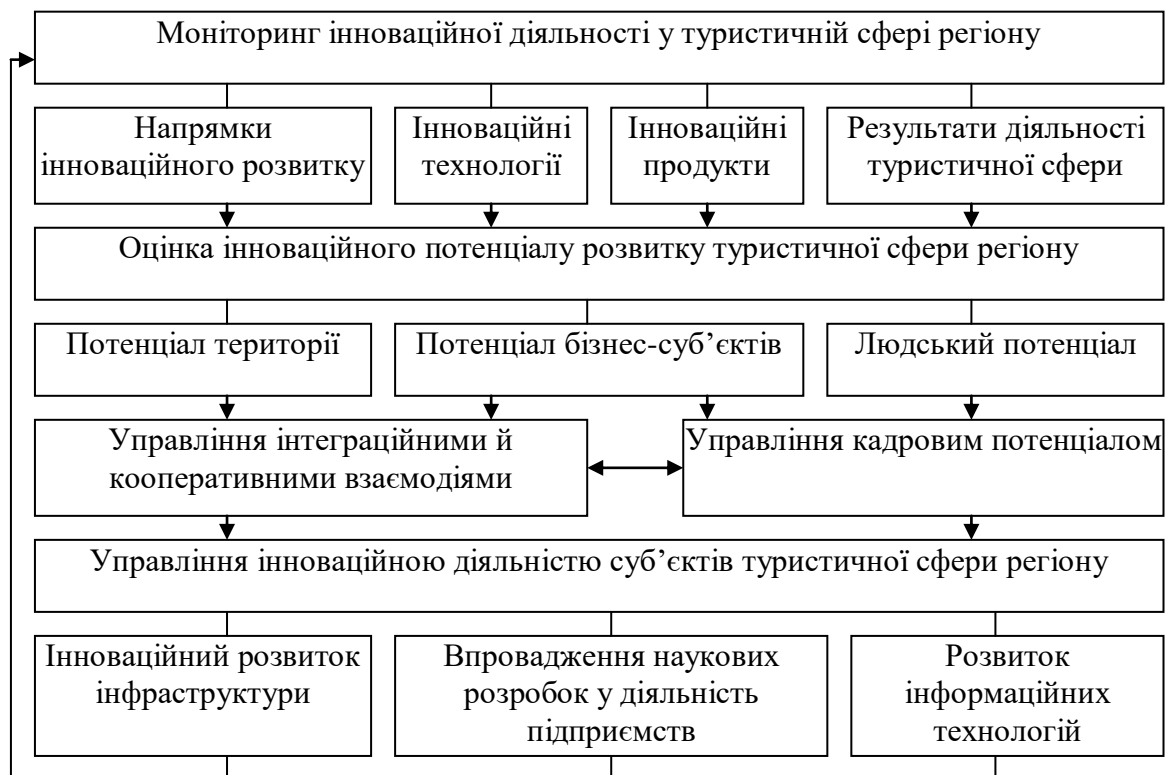 Моніторинг інноваційної діяльності у туристичній сфері регіону
Напрямки
інноваційного розвитку
Інноваційні
технології
Інноваційні
продукти
Результати діяльності
туристичної сфери
Оцінка інноваційного потенціалу розвитку туристичної сфери регіону
Потенціал території
Потенціал бізнес-суб’єктів
Людський потенціал
Управління інтеграційними й
кооперативними взаємодіями
Управління кадровим потенціалом
Управління інноваційною діяльністю суб’єктів туристичної сфери регіону
Інноваційний розвиток
інфраструктури
Впровадження наукових
розробок у діяльність
підприємств
Розвиток
інформаційних
технологій